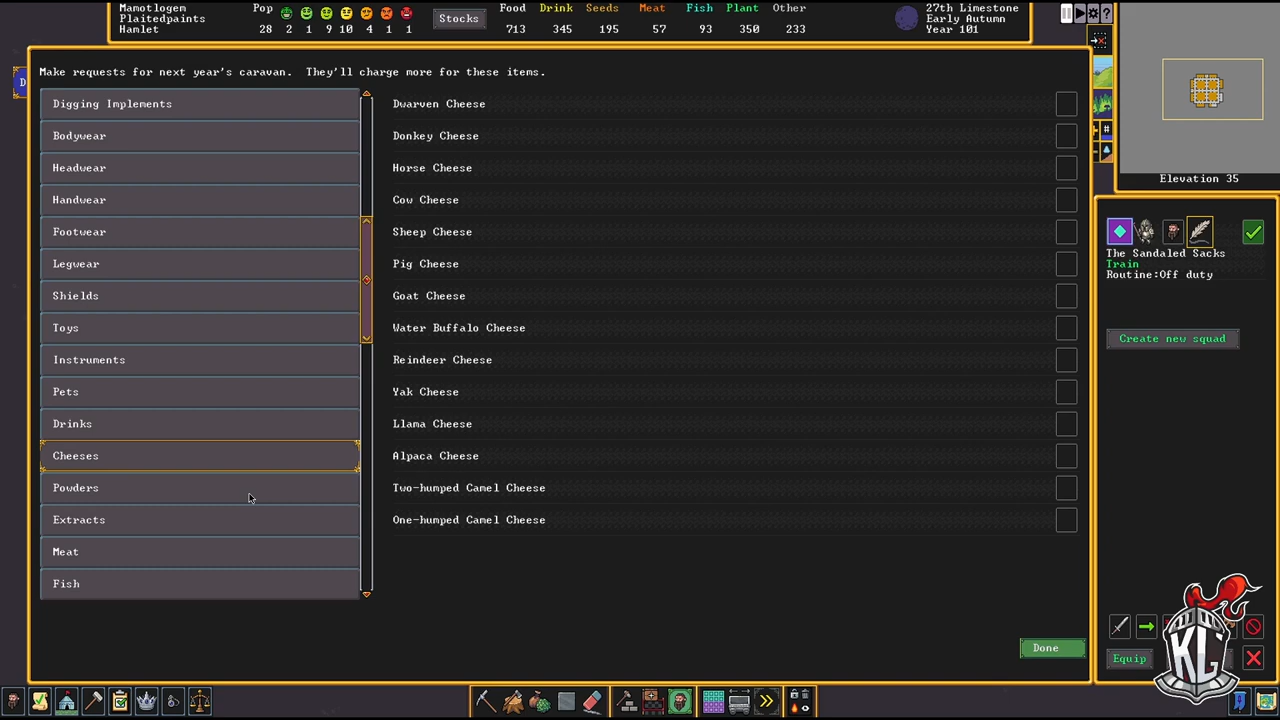 Mamotlogem
Plaitedpaints
Hamlet
Pop
28 2 1 9 10 4 1 1
Stocks
Food Drink Seeds Meat Fish Plant Other
713 345 195 57 93 350 233
27th Limestone
Early Autumn
Year 101
Make requests for next year's caravan. They'll charge more for these items.
Digging Implements
Bodywear
Headwear
Handwear
Footwear
Legwear
Shields
Toys
Instruments
Pets
Drinks
Cheeses
Powders
Extracts
Meat
Fish
Dwarven Cheese
Donkey Cheese
Horse Cheese
Cow Cheese
Sheep Cheese
Pig Cheese
Goat Cheese
Water Buffalo Cheese
Reindeer Cheese
Yak Cheese
Llama Cheese
Alpaca Cheese
Two-humped Camel Cheese
One-humped Camel Cheese
Done
Elevation 35
The Sandaled Sacks
Train
Routine:Off duty
Create new squad
Equip
KG